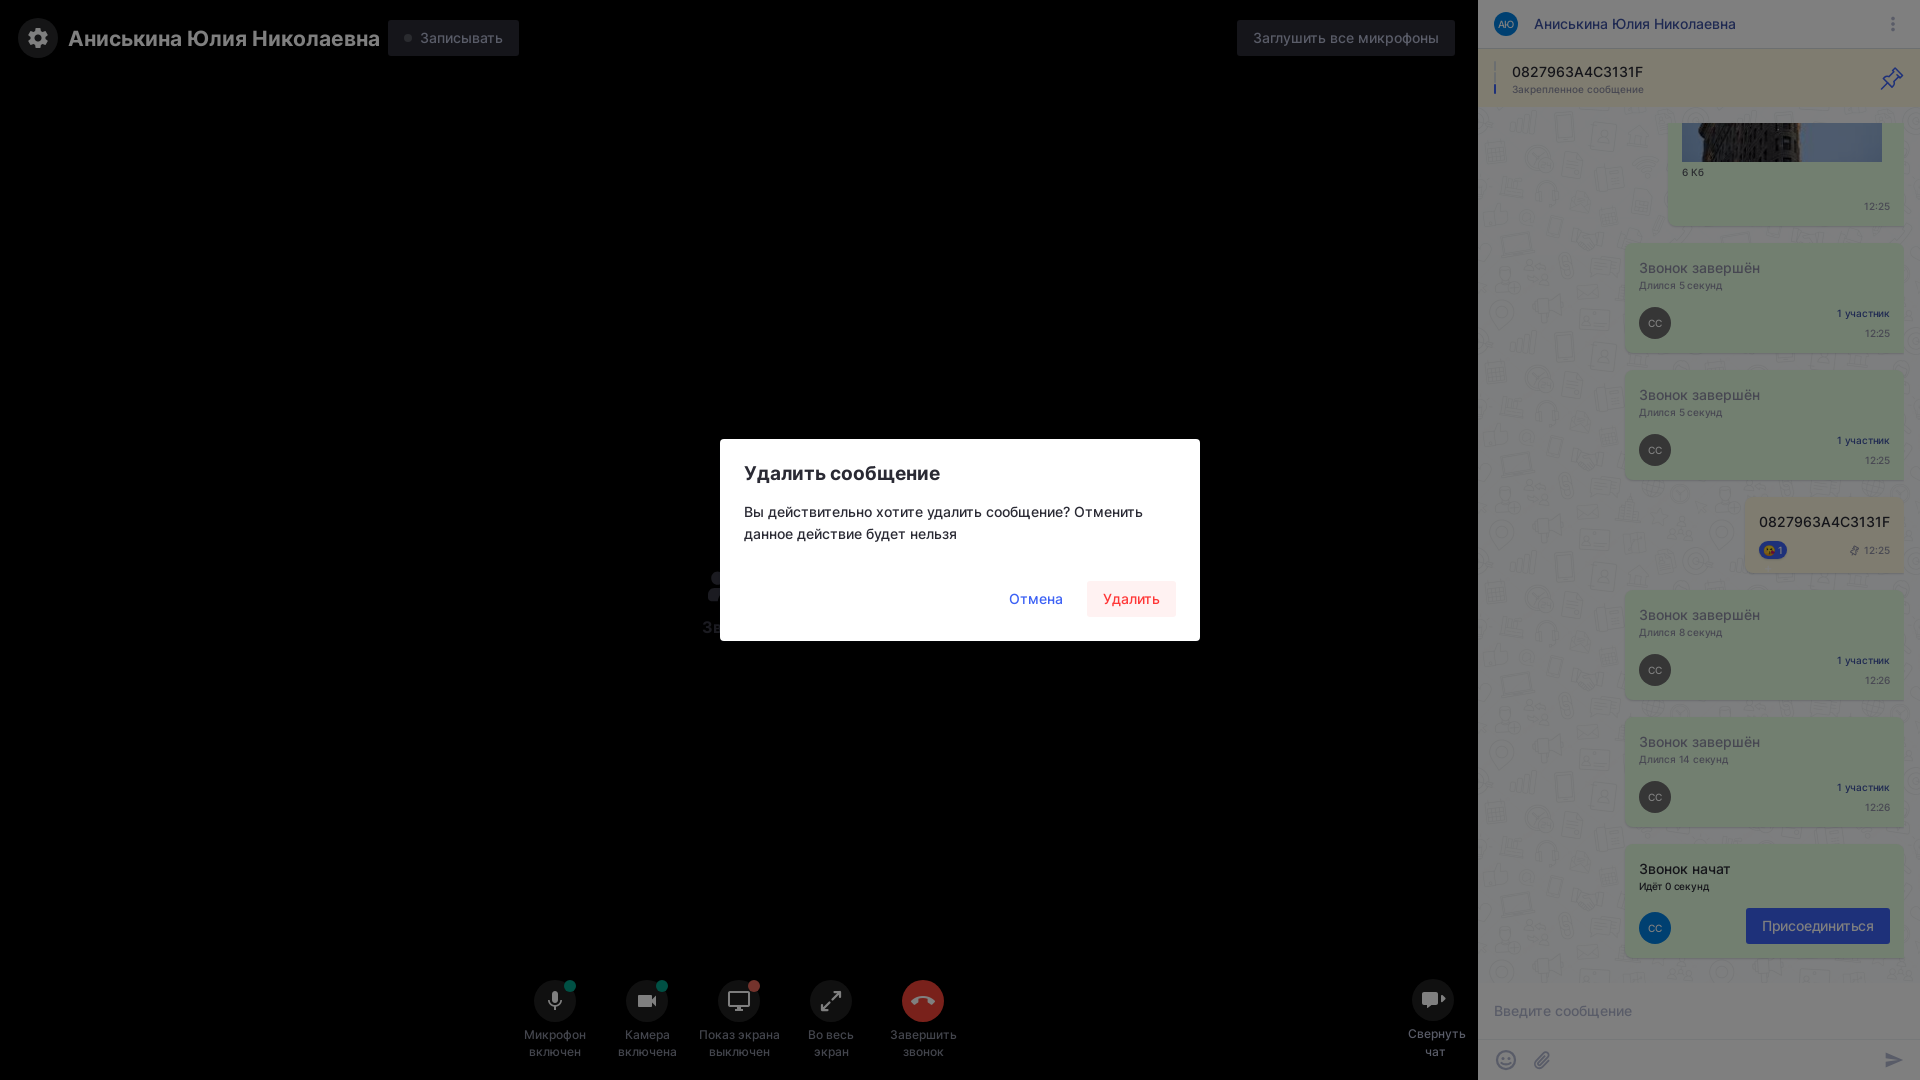 Аниськина Юлия Николаевна
Записывать
Заглушить все микрофоны
АЮ
Аниськина Юлия Николаевна
0827963A4C3131F
Закрепленное сообщение
6 Кб
12:25
Звонок завершён
Длился 5 секунд
СС
1 участник
12:25
Звонок завершён
Длился 5 секунд
СС
1 участник
12:25
0827963A4C3131F
1
12:25
Звонок завершён
Длился 8 секунд
СС
1 участник
12:26
Звонок завершён
Длился 14 секунд
СС
1 участник
12:26
Звонок начат
Идёт 0 секунд
СС
Присоединиться
Удалить сообщение
Вы действительно хотите удалить сообщение? Отменить
данное действие будет нельзя
Отмена
Удалить
Микрофон
включен
Камера
включена
Показ экрана
выключен
Во весь
экран
Завершить
звонок
Свернуть
чат
Введите сообщение